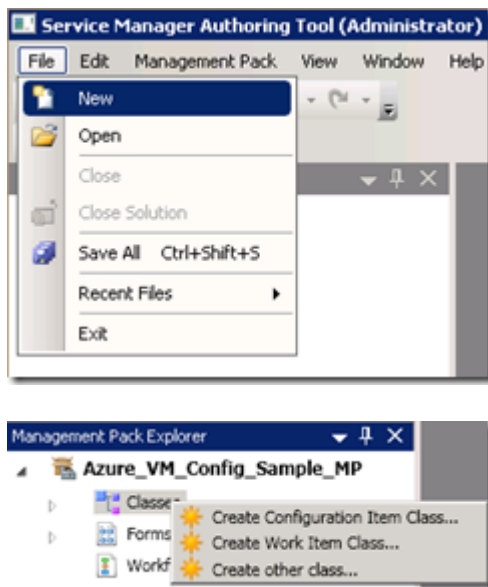 Service Manager Authoring Tool (Administrator)
File Edit Management Pack View Window Help
New
Open
Close
Close Solution
Save All Ctrl+Shift+S
Recent Files
Exit
Management Pack Explorer
Azure_VM_Config_Sample_MP
Classes
Create Configuration Item Class...
Forms
Create Work Item Class...
Workf
Create other class...